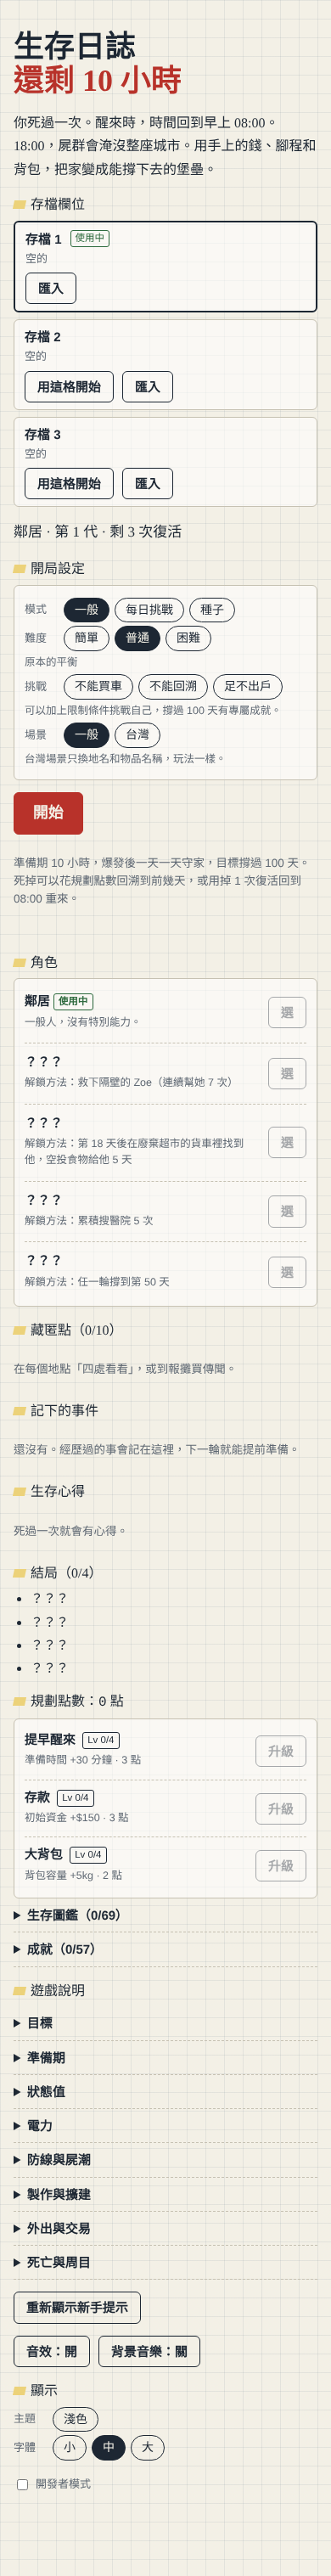 生存日誌
還剩 10 小時
你死過一次。醒來時，時間回到早上 08:00。
18:00，屍群會淹沒整座城市。用手上的錢、腳程和
背包，把家變成能撐下去的堡壘。
存檔欄位
存檔 1 使用中
空的
匯入
存檔 2
空的
用這格開始 匯入
存檔 3
空的
用這格開始 匯入
鄰居 · 第 1 代 · 剩 3 次復活
開局設定
模式 一般 每日挑戰 種子
難度 簡單 普通 困難
原本的平衡
挑戰 不能買車 不能回溯 足不出戶
可以加上限制條件挑戰自己，撐過 100 天有專屬成就。
場景 一般 台灣
台灣場景只換地名和物品名稱，玩法一樣。
開始
準備期 10 小時，爆發後一天一天守家，目標撐過 100 天。
死掉可以花規劃點數回溯到前幾天，或用掉 1 次復活回到
08:00 重來。
角色
鄰居 使用中
一般人，沒有特別能力。
選
？？？
解鎖方法：救下隔壁的 Zoe（連續幫她 7 次）
選
？？？
解鎖方法：第 18 天後在廢棄超市的貨車裡找到
他，空投食物給他 5 天
選
？？？
解鎖方法：累積搜醫院 5 次
選
？？？
解鎖方法：任一輪撐到第 50 天
選
藏匿點（0/10）
在每個地點「四處看看」，或到報攤買傳聞。
記下的事件
還沒有。經歷過的事會記在這裡，下一輪就能提前準備。
生存心得
死過一次就會有心得。
結局（0/4）
• ？？？
• ？？？
• ？？？
• ？？？
規劃點數：0 點
提早醒來 Lv 0/4
準備時間 +30 分鐘 · 3 點
升級
存款 Lv 0/4
初始資金 +$150 · 3 點
升級
大背包 Lv 0/4
背包容量 +5kg · 2 點
升級
▶ 生存圖鑑（0/69）
▶ 成就（0/57）
遊戲說明
▶ 目標
▶ 準備期
▶ 狀態值
▶ 電力
▶ 防線與屍潮
▶ 製作與擴建
▶ 外出與交易
▶ 死亡與周目
重新顯示新手提示
音效：開 背景音樂：關
顯示
主題 淺色
字體 小 中 大
開發者模式